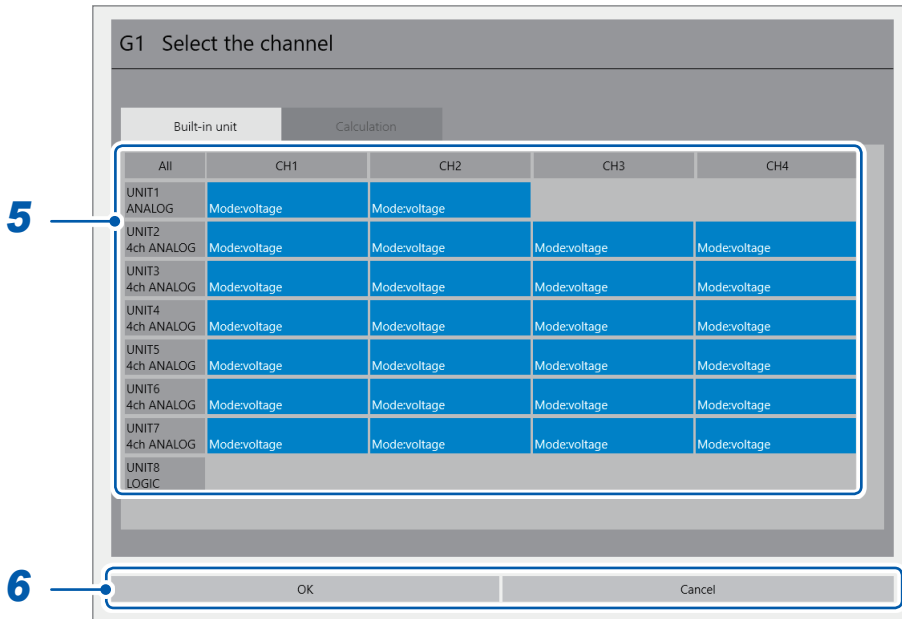 G1 Select the channel
Built-in unit Calculation
All CH1 CH2 CH3 CH4
UNIT1
ANALOG Mode:voltage Mode:voltage
5
UNIT2
4ch ANALOG Mode:voltage Mode:voltage Mode:voltage Mode:voltage
UNIT3
4ch ANALOG Mode:voltage Mode:voltage Mode:voltage Mode:voltage
UNIT4
4ch ANALOG Mode:voltage Mode:voltage Mode:voltage Mode:voltage
UNIT5
4ch ANALOG Mode:voltage Mode:voltage Mode:voltage Mode:voltage
UNIT6
4ch ANALOG Mode:voltage Mode:voltage Mode:voltage Mode:voltage
UNIT7
4ch ANALOG Mode:voltage Mode:voltage Mode:voltage Mode:voltage
UNIT8
LOGIC
6
OK Cancel